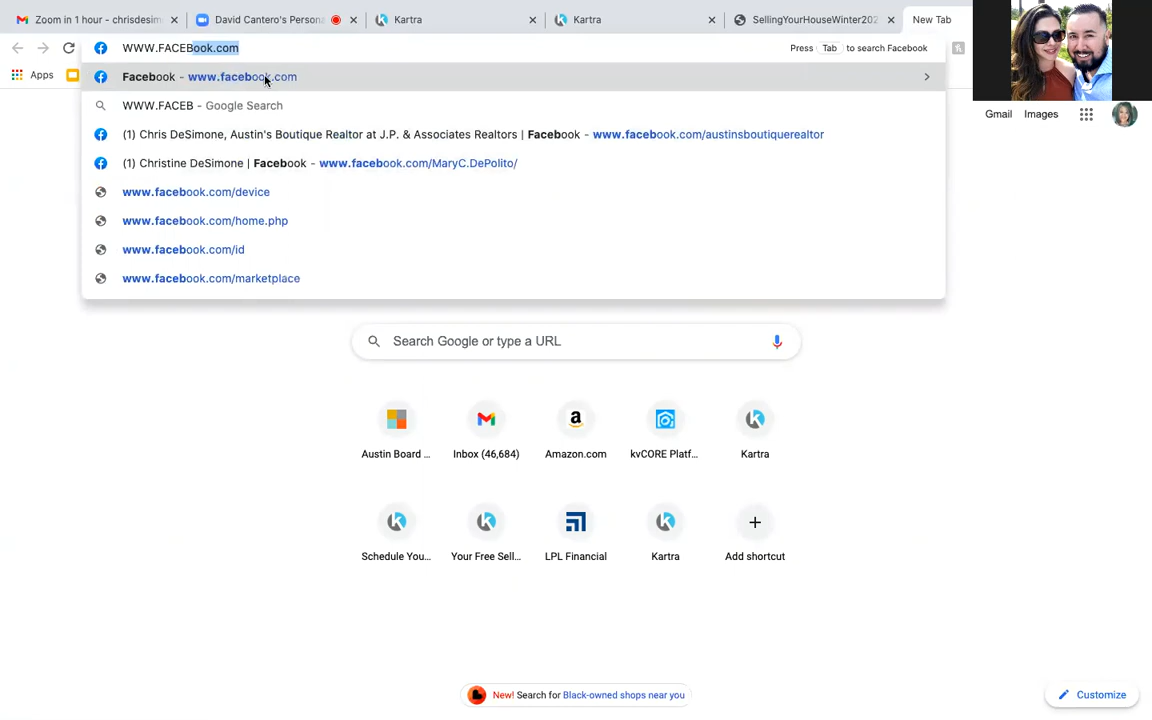 Zoom in 1 hour - chrisdesim
David Cantero's Persona
Kartra
Kartra
SellingYourHouseWinter202
New Tab
WWW.FACEBook.com
Press Tab to search Facebook
Apps
Facebook - www.facebook.com
WWW.FACEB - Google Search
(1) Chris DeSimone, Austin's Boutique Realtor at J.P. & Associates Realtors | Facebook - www.facebook.com/austinsboutiquerealtor
(1) Christine DeSimone | Facebook - www.facebook.com/MaryC.DePolito/
www.facebook.com/device
www.facebook.com/home.php
www.facebook.com/id
www.facebook.com/marketplace
Gmail Images
Search Google or type a URL
Austin Board ...
Inbox (46,684)
Amazon.com
kvCORE Platf...
Kartra
Schedule You...
Your Free Sell...
LPL Financial
Kartra
Add shortcut
New! Search for Black-owned shops near you
Customize